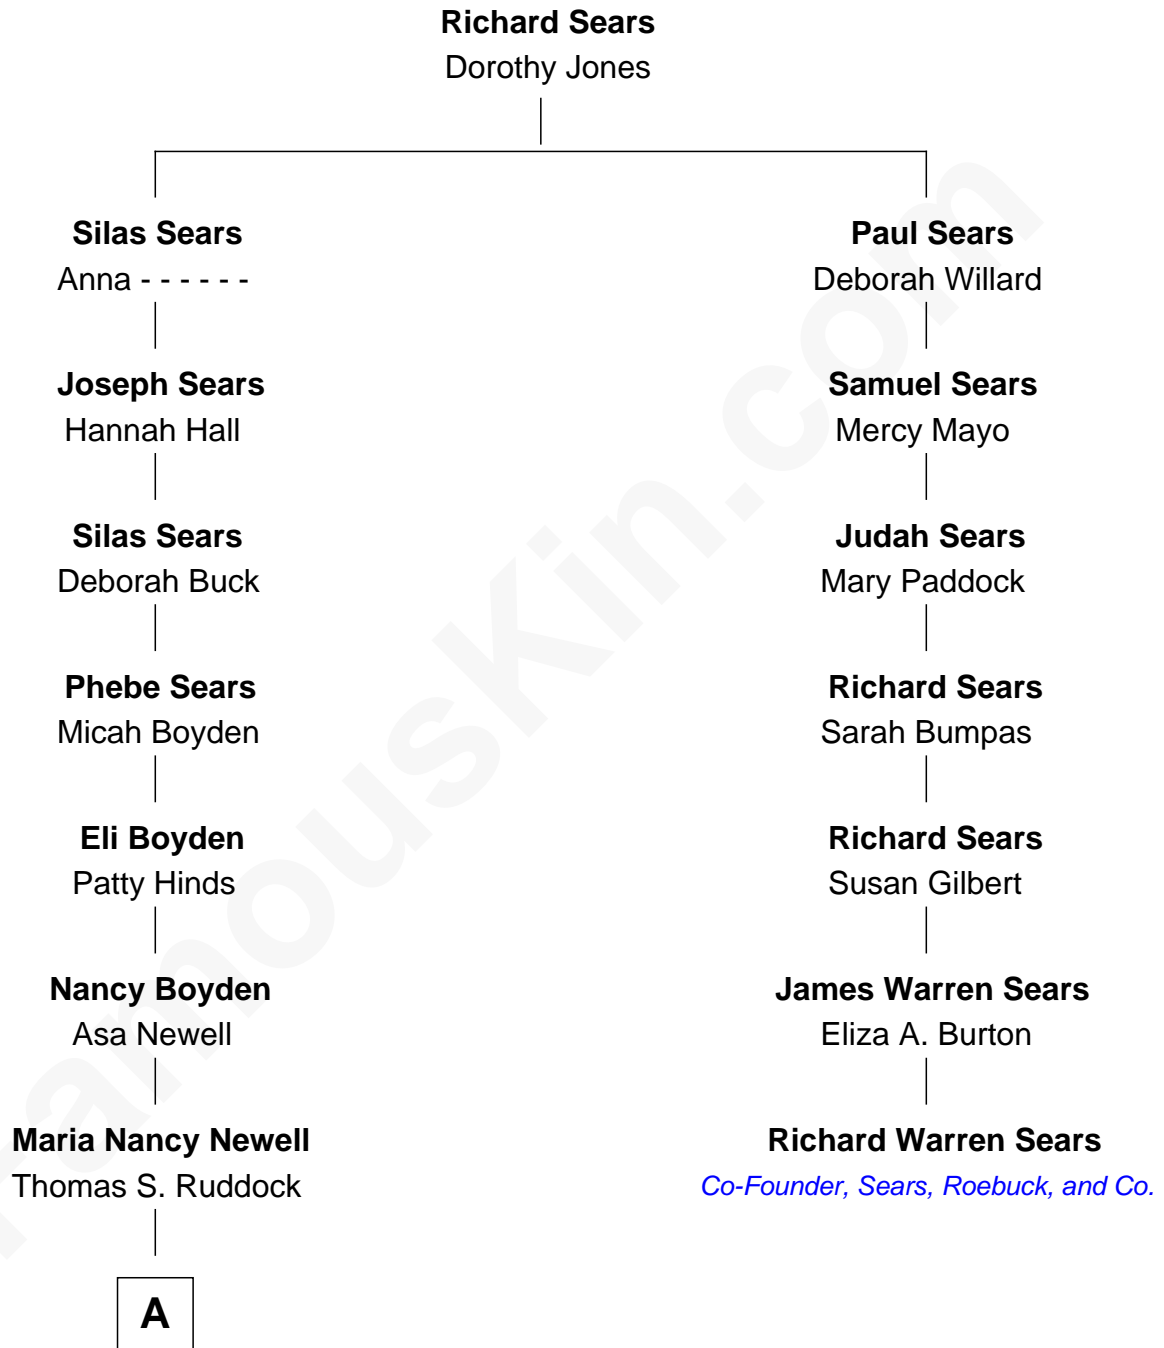 Richard Sears
Dorothy Jones
Silas Sears
Anna - - - - - -
Joseph Sears
Hannah Hall
Silas Sears
Deborah Buck
Phebe Sears
Micah Boyden
Eli Boyden
Patty Hinds
Nancy Boyden
Asa Newell
Maria Nancy Newell
Thomas S. Ruddock
A
Paul Sears
Deborah Willard
Samuel Sears
Mercy Mayo
Judah Sears
Mary Paddock
Richard Sears
Sarah Bumpas
Richard Sears
Susan Gilbert
James Warren Sears
Eliza A. Burton
Richard Warren Sears
Co-Founder, Sears, Roebuck, and Co.
FamousKin.com